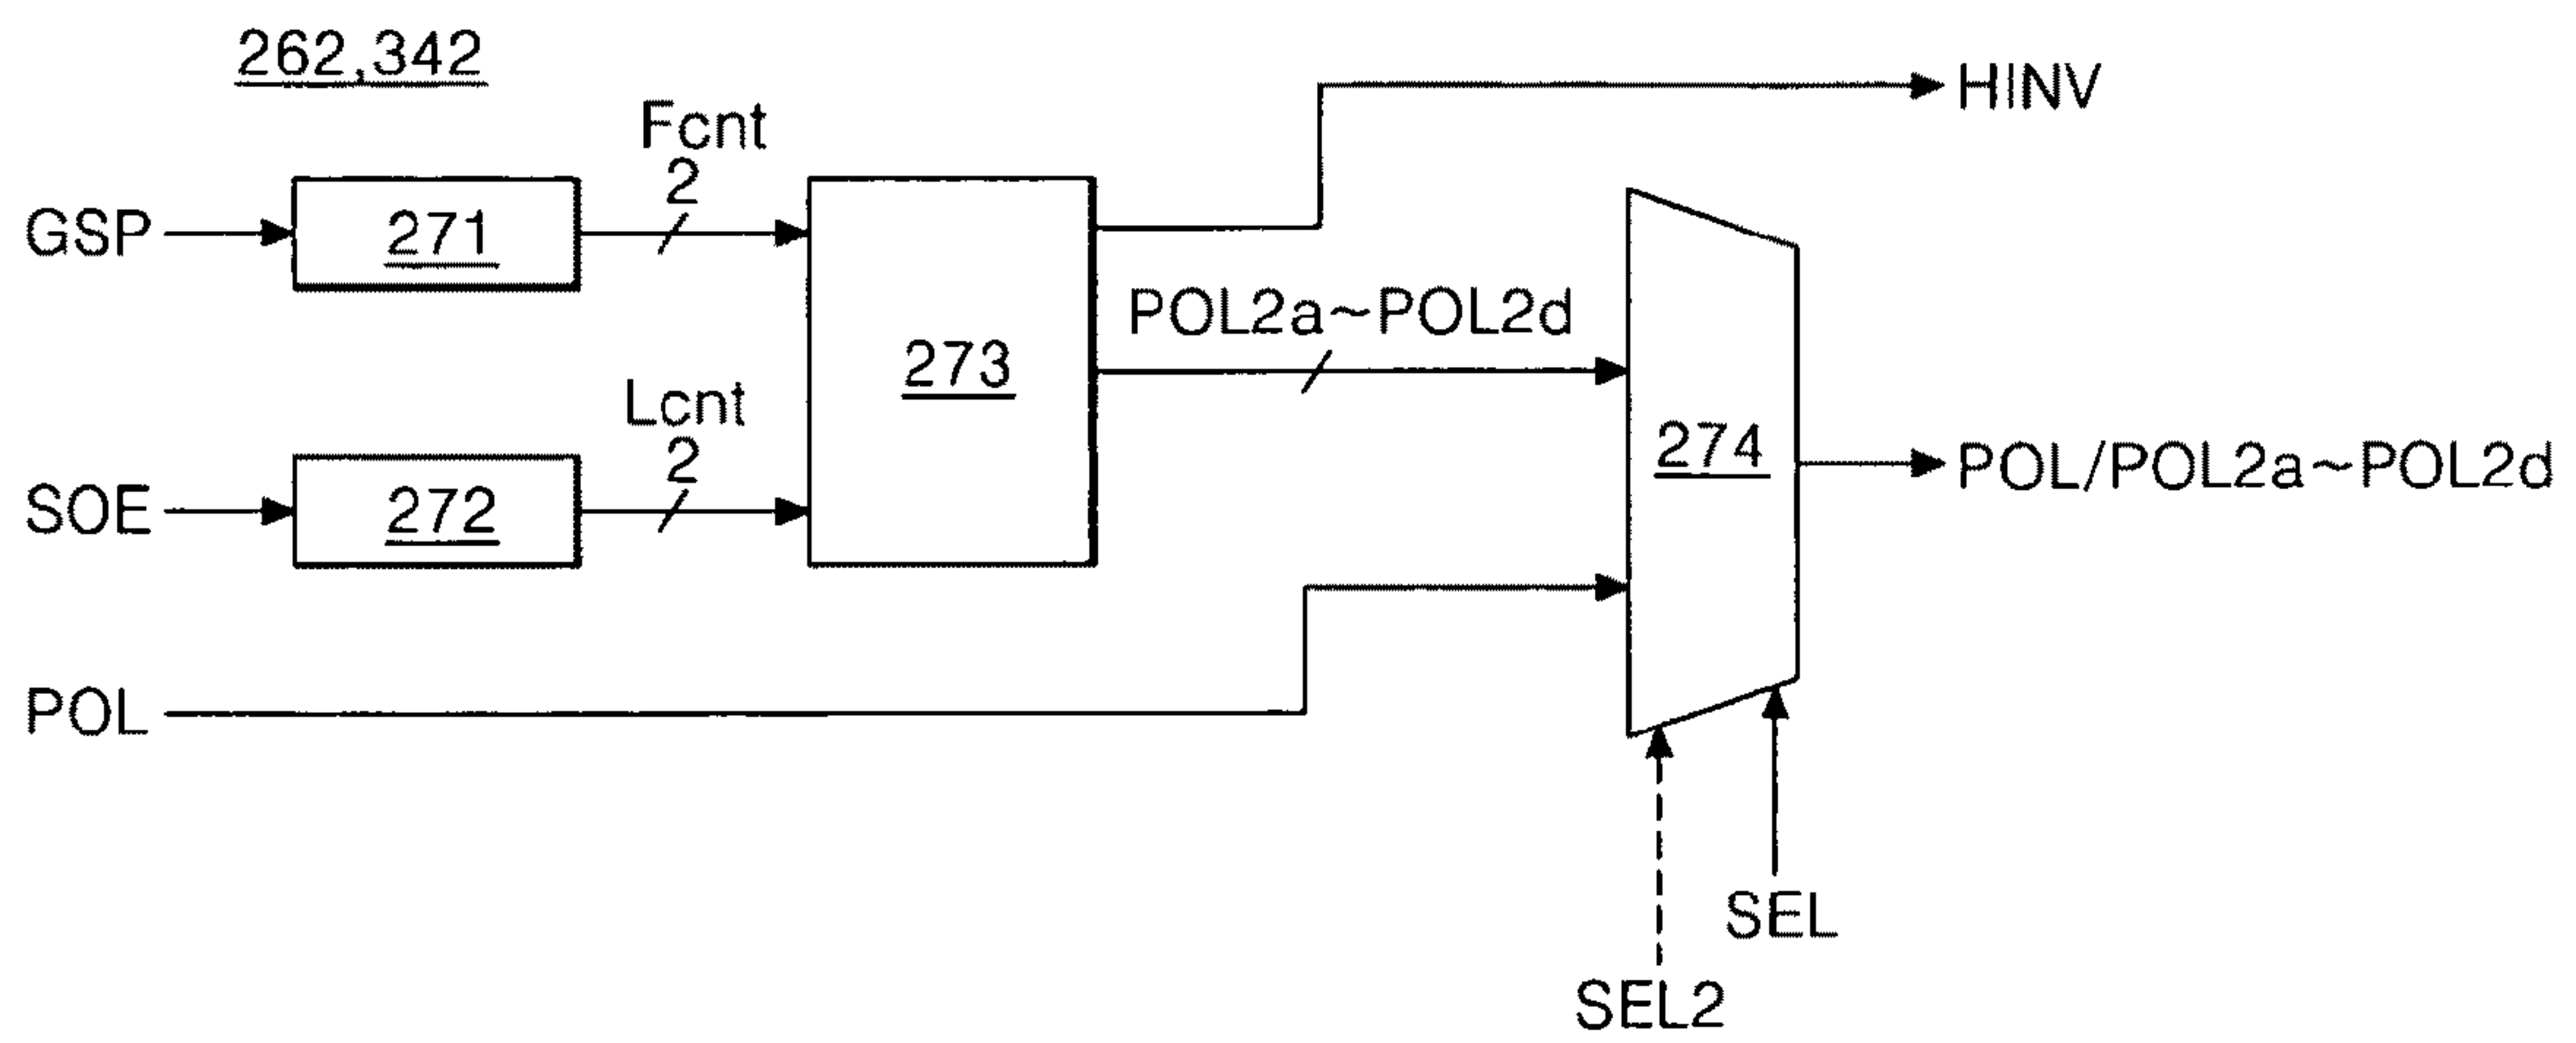 262,342
HINV
Fcnt
2
GSP
271
POL2a~POL2d
273
Lcnt
2
274
POL/POL2a~POL2d
SOE
272
POL
SEL
SEL2